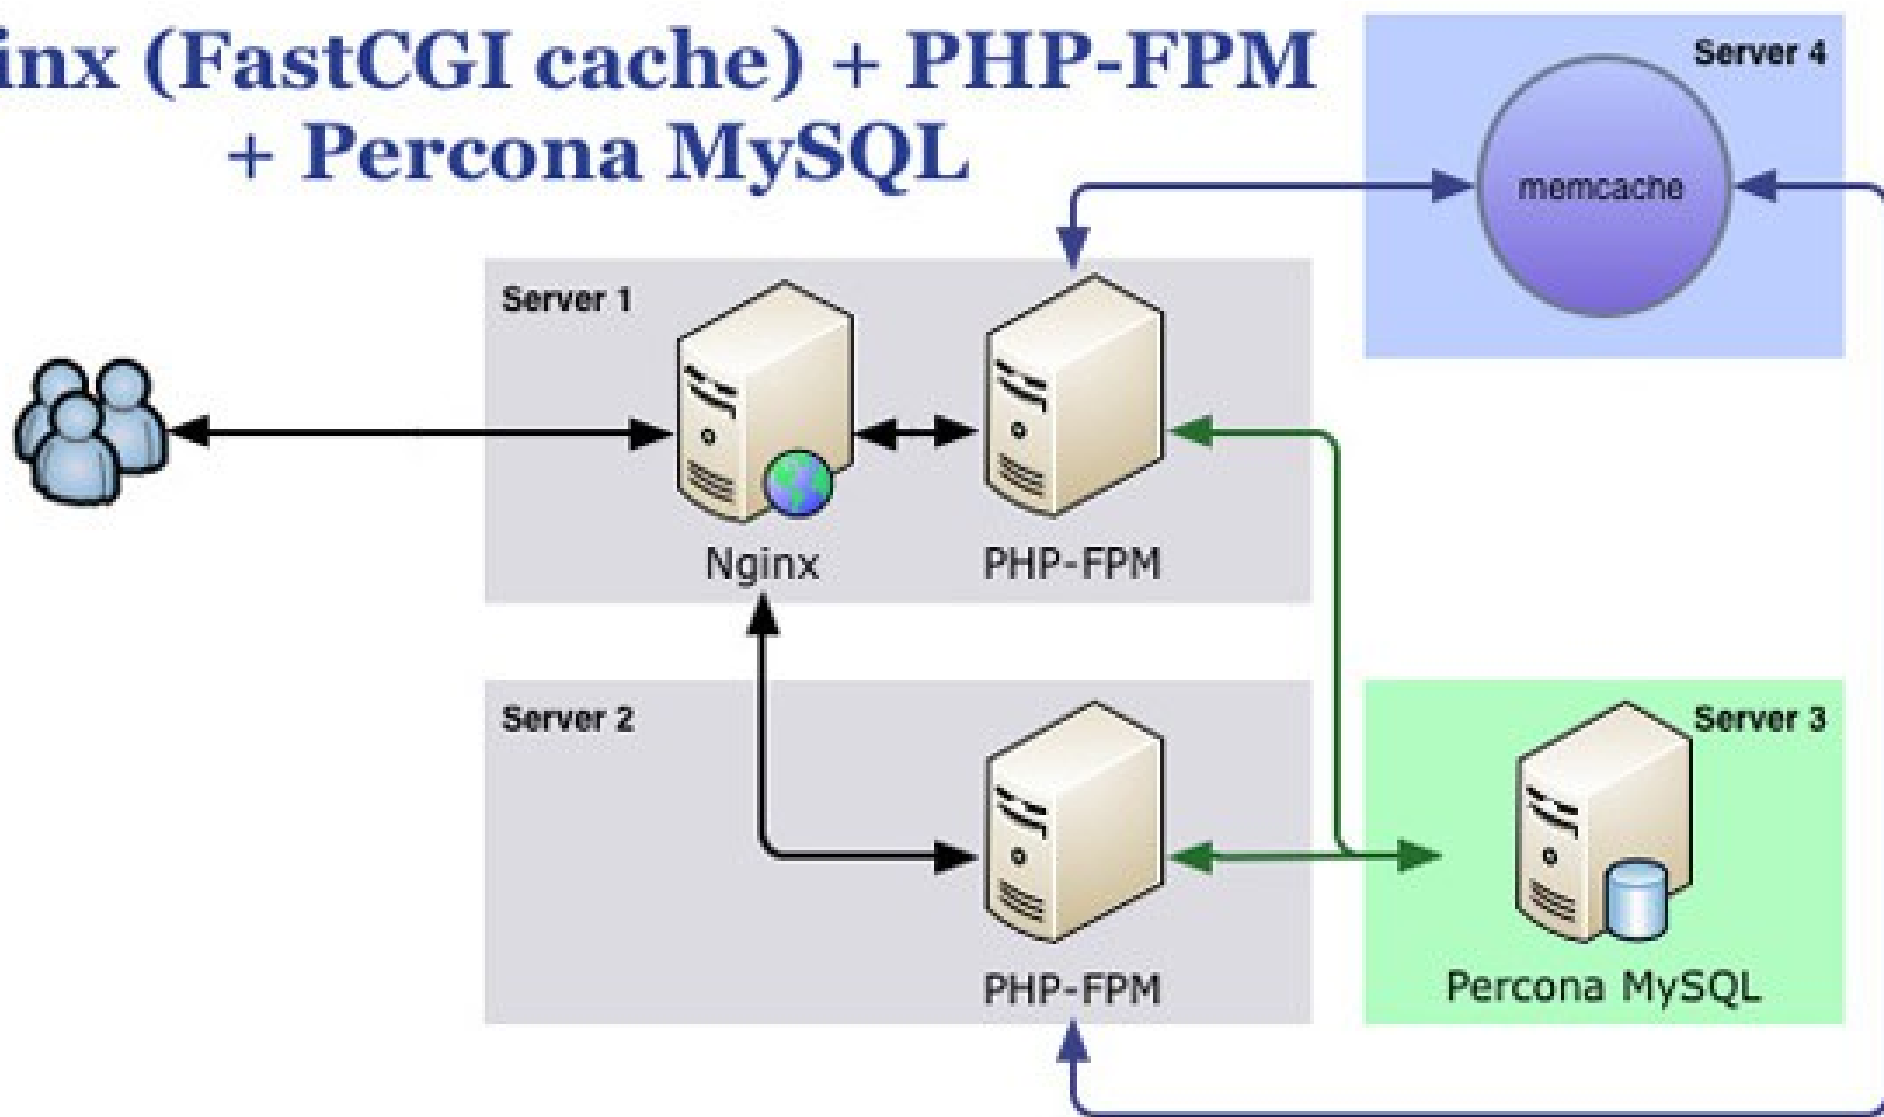 inx (FastCGI cache) + PHP-FPM
+ Percona MySQL
Server 4
memcache
Server 1
Nginx
PHP-FPM
Server 2
PHP-FPM
Server 3
Percona MySQL